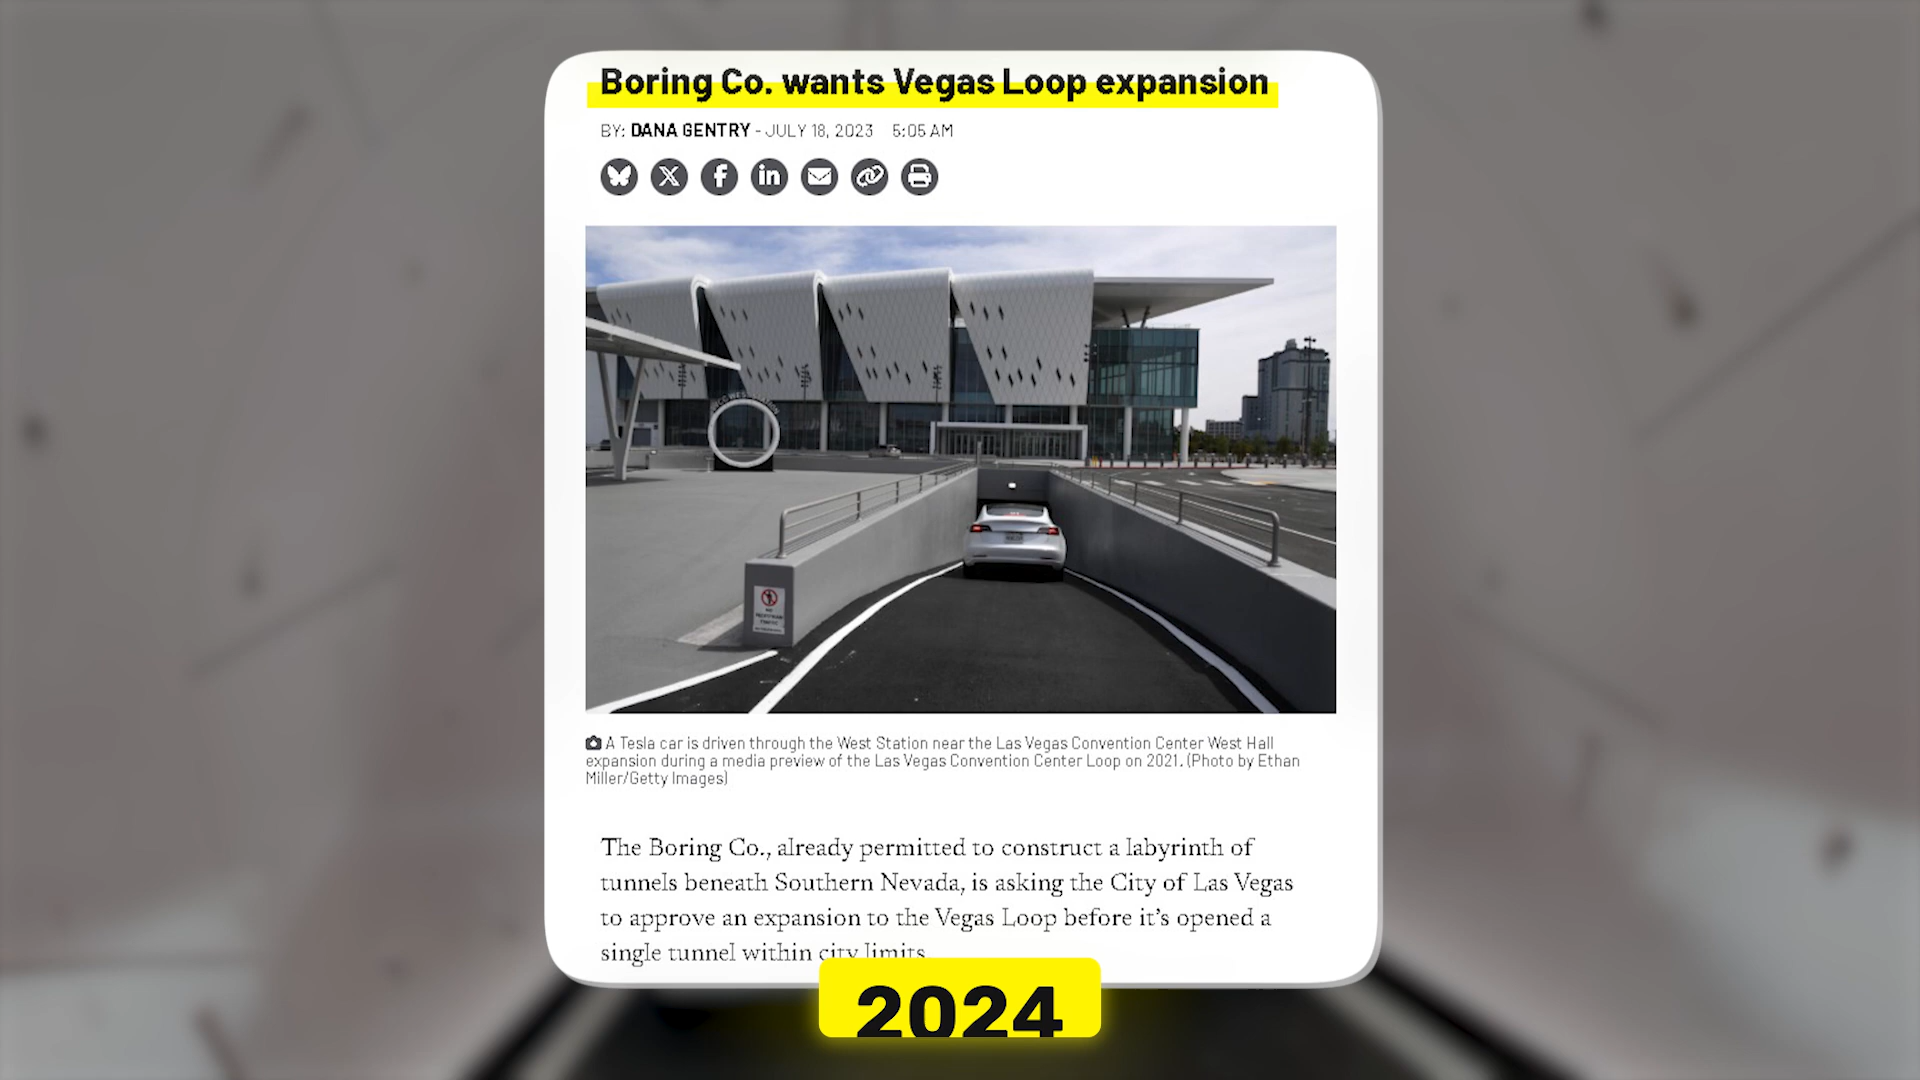 Boring Co. wants Vegas Loop expansion
BY: DANA GENTRY - JULY 18, 2023 5:05 AM
A Tesla car is driven through the West Station near the Las Vegas Convention Center West Hall
expansion during a media preview of the Las Vegas Convention Center Loop on 2021. (Photo by Ethan
Miller/Getty Images)
The Boring Co., already permitted to construct a labyrinth of
tunnels beneath Southern Nevada, is asking the City of Las Vegas
to approve an expansion to the Vegas Loop before it's opened a
single tunnel within city limits
2024